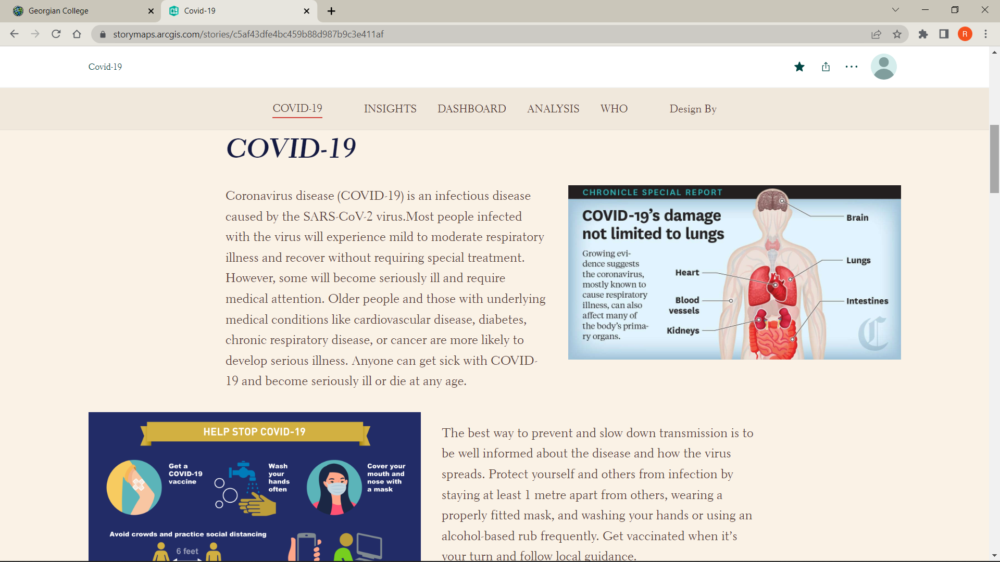 Georgian College
Covid-19
storymaps.arcgis.com/stories/c5af43dfe4bc459b88d987b9c3e411af
R
Covid-19
COVID-19 INSIGHTS DASHBOARD ANALYSIS WHO Design By
COVID-19
Coronavirus disease (COVID-19) is an infectious disease
caused by the SARS-CoV-2 virus.Most people infected
with the virus will experience mild to moderate respiratory
illness and recover without requiring special treatment.
However, some will become seriously ill and require
medical attention. Older people and those with underlying
medical conditions like cardiovascular disease, diabetes,
chronic respiratory disease, or cancer are more likely to
develop serious illness. Anyone can get sick with COVID-
19 and become seriously ill or die at any age.
CHRONICLE SPECIAL REPORT
COVID-19’s damage
not limited to lungs
Growing evi-
dence suggests
the coronavirus,
mostly known to
cause respiratory
illness, can also
affect many of
the body’s prima-
ry organs.
Heart
Blood
vessels
Kidneys
Brain
Lungs
Intestines
C
HELP STOP COVID-19
Get a
COVID-19
vaccine
Wash
your
hands
often
Cover your
mouth and
nose with
a mask
Avoid crowds and practice social distancing
6 feet
The best way to prevent and slow down transmission is to
be well informed about the disease and how the virus
spreads. Protect yourself and others from infection by
staying at least 1 metre apart from others, wearing a
properly fitted mask, and washing your hands or using an
alcohol-based rub frequently. Get vaccinated when it’s
your turn and follow local guidance.